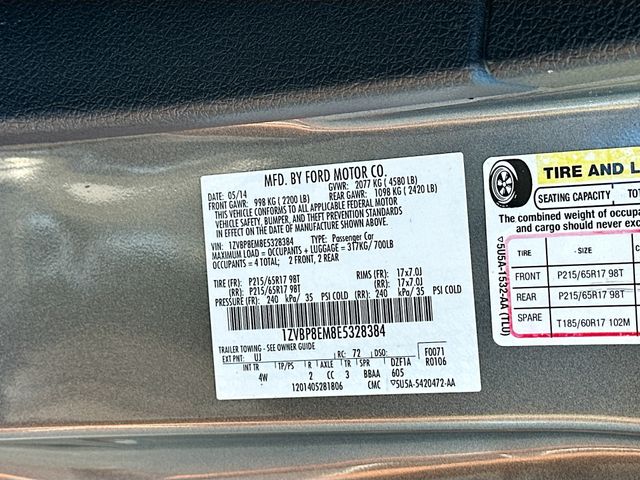 MFD. BY FORD MOTOR CO.
DATE: 05/14 GVWR: 2077 KG ( 4580 LB)
FRONT GAWR: 998 KG ( 2200 LB) REAR GAWR: 1098 KG ( 2420 LB)
THIS VEHICLE CONFORMS TO ALL APPLICABLE FEDERAL MOTOR
VEHICLE SAFETY, BUMPER, AND THEFT PREVENTION STANDARDS
IN EFFECT ON THE DATE OF MANUFACTURE SHOWN ABOVE.
VIN: 1ZVBP8EM8E5328384 TYPE: Passenger Car
MAXIMUM LOAD = OCCUPANTS + LUGGAGE = 317KG/ 700LB
OCCUPANTS = 4 TOTAL; 2 FRONT, 2 REAR
TIRE (FR): P215/65R17 98T RIMS (FR): 17x7.0J
(RR): P215/65R17 98T (RR): 17x7.0J
PRESSURE (FR): 240 kPa/ 35 PSI COLD (RR): 240 kPa/ 35 PSI COLD
1ZVBP8EM8E5328384
TRAILER TOWING - SEE OWNER GUIDE
EXT PNT: UJ RC: 72 DSO: F0071
INT TR TP/PS R AXLE TR SPR DZF1A R0106
4W 2 CC 3 BBAA 605
1201405281806 CMC ▽5U5A-5420472-AA
TIRE AND L
SEATING CAPACITY
The combined weight of occupa
and cargo should never exc
▽5U5A-1532-AA (TLU)
TIRE SIZE
FRONT P215/65R17 98T
REAR P215/65R17 98T
SPARE T185/60R17 102M